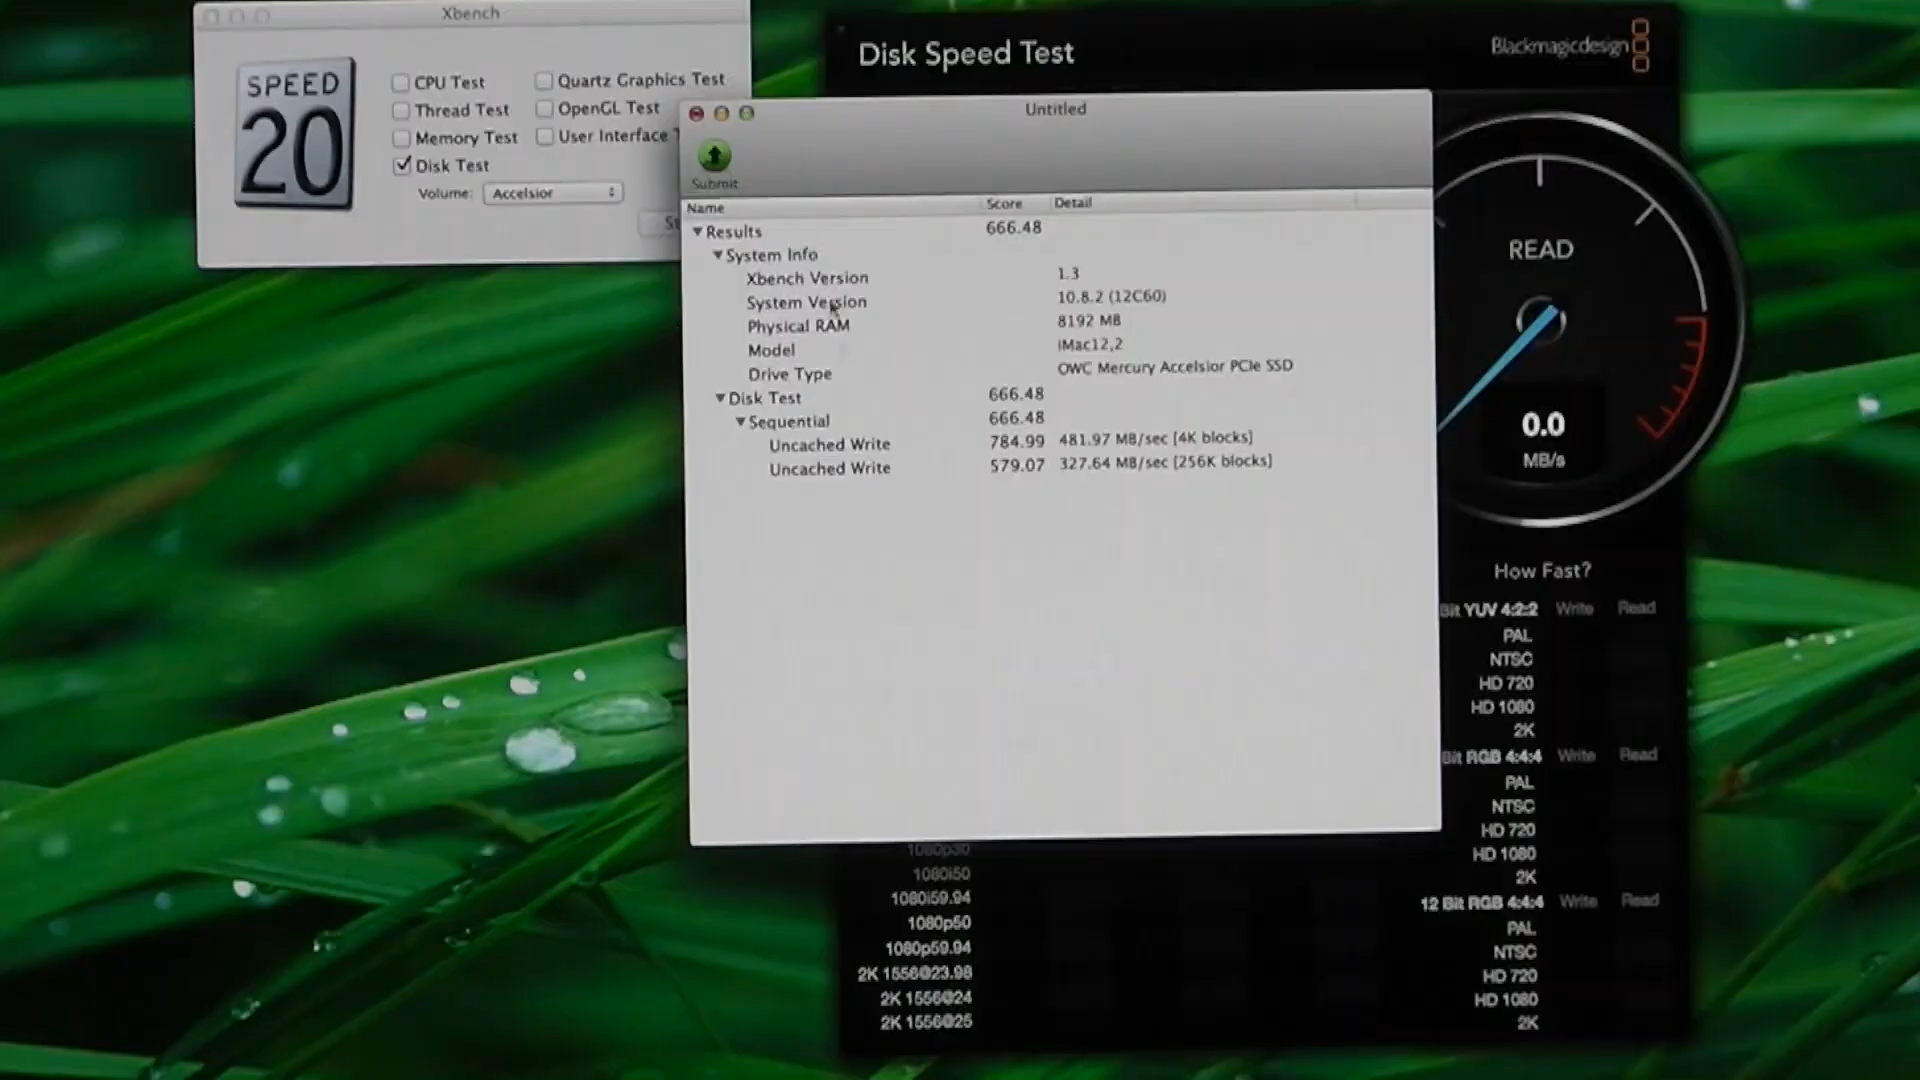 Xbench
SPEED
20
CPU Test
Quartz Graphics Test
Thread Test
OpenGL Test
Memory Test
User Interface
Disk Test
Volume: Accelsior
Disk Speed Test
Blackmagicdesign
Untitled
Submit
Name Score Detail
Results 666.48
System Info
Xbench Version 1.3
System Version 10.8.2 (12C60)
Physical RAM 8192 MB
Model iMac12,2
Drive Type OWC Mercury Accelsior PCIe SSD
Disk Test 666.48
Sequential 666.48
Uncached Write 784.99 481.97 MB/sec [4K blocks]
Uncached Write 579.07 327.64 MB/sec [256K blocks]
READ
0.0
MB/s
How Fast?
Bit YUV 4:2:2 Write Read
PAL
NTSC
HD 720
HD 1080
2K
Bit RGB 4:4:4 Write Read
PAL
NTSC
HD 720
HD 1080
2K
12 Bit RGB 4:4:4 Write Read
PAL
NTSC
HD 720
HD 1080
2K
1080p30
1080i50
1080i59.94
1080p50
1080p59.94
2K 1556@23.98
2K 1556@24
2K 1556@25